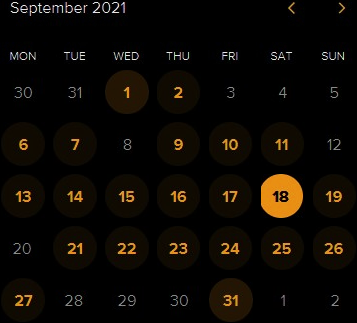 September 2021
MON TUE WED THU FRI SAT SUN
30 31 1 2 3 4 5
6 7 8 9 10 11 12
13 14 15 16 17 18 19
20 21 22 23 24 25 26
27 28 29 30 31 1 2